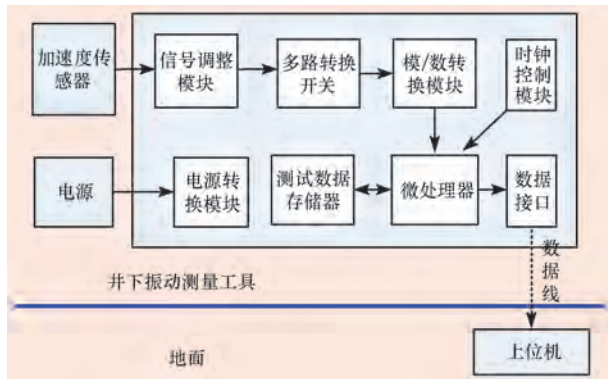 加速度传
感器
信号调整
模块
多路转换
开关
模/数转
换模块
时钟
控制
模块
电源
电源转
换模块
测试数据
存储器
微处理器
数据
接口
数
据
线
井下振动测量工具
地面
上位机